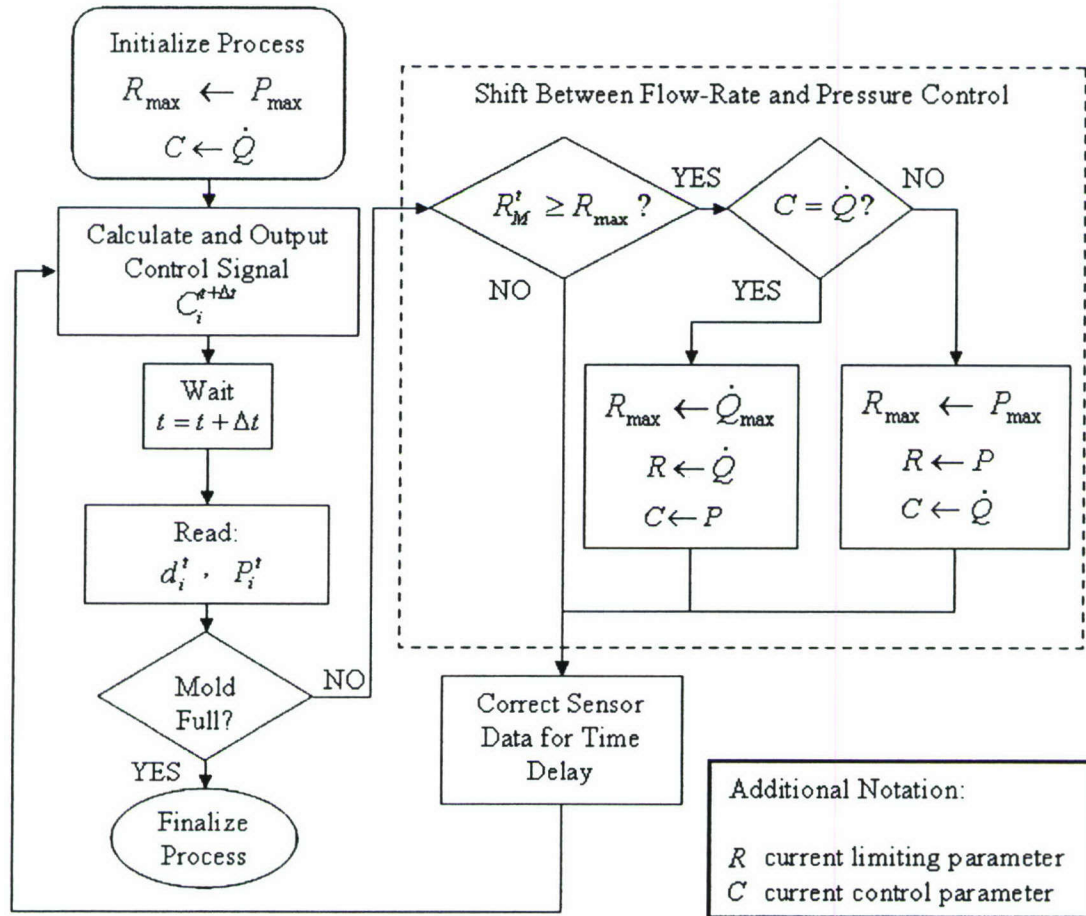 Initialize Process
R_max ← P_max
C ← Q̇
Calculate and Output
Control Signal
C_i^{t+Δt}
Wait
t = t + Δt
Read:
d_i^t , P_i^t
Mold
Full?
NO
YES
Finalize
Process
Shift Between Flow-Rate and Pressure Control
R_M^t ≥ R_max ?
YES
NO
C = Q̇ ?
NO
YES
R_max ← Q̇_max
R ← Q̇
C ← P
R_max ← P_max
R ← P
C ← Q̇
Correct Sensor
Data for Time
Delay
Additional Notation:
R current limiting parameter
C current control parameter